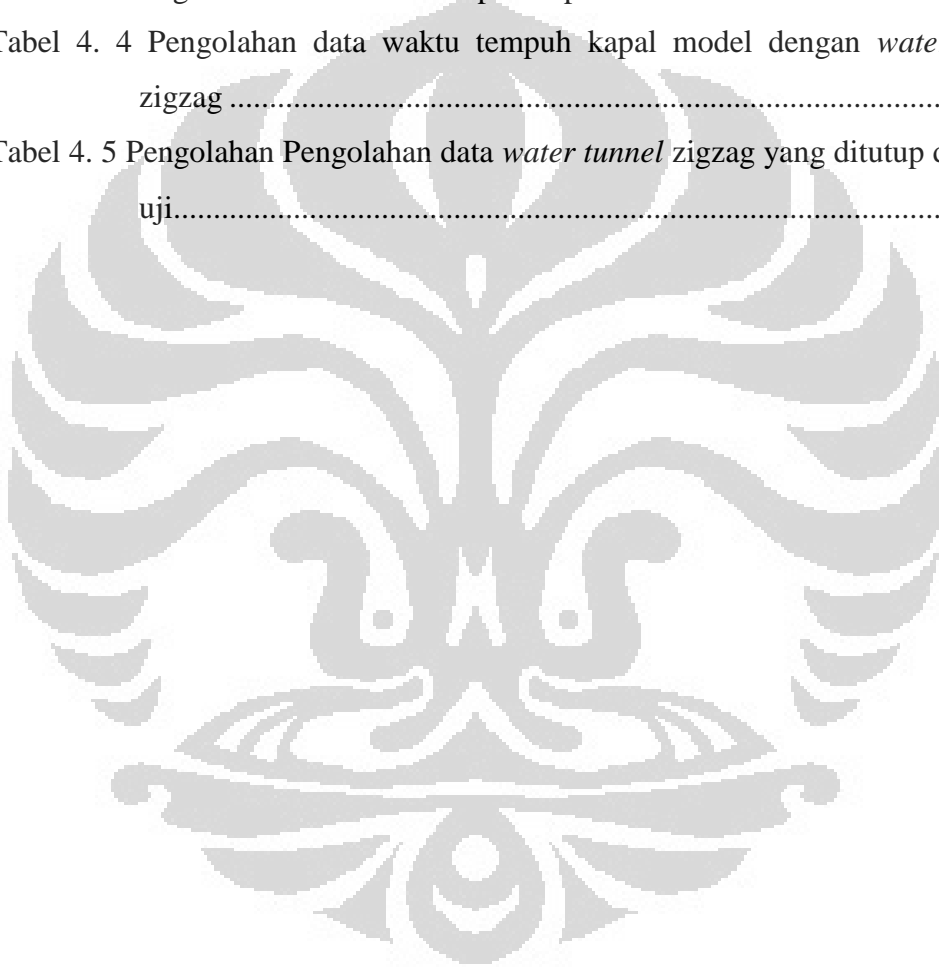 Tabel 4. 4 Pengolahan data waktu tempuh kapal model dengan
zigzag ..........................................................................................
Tabel 4. 5 Pengolahan Pengolahan data water tunnel zigzag yang ditutup
uji.................................................................................................